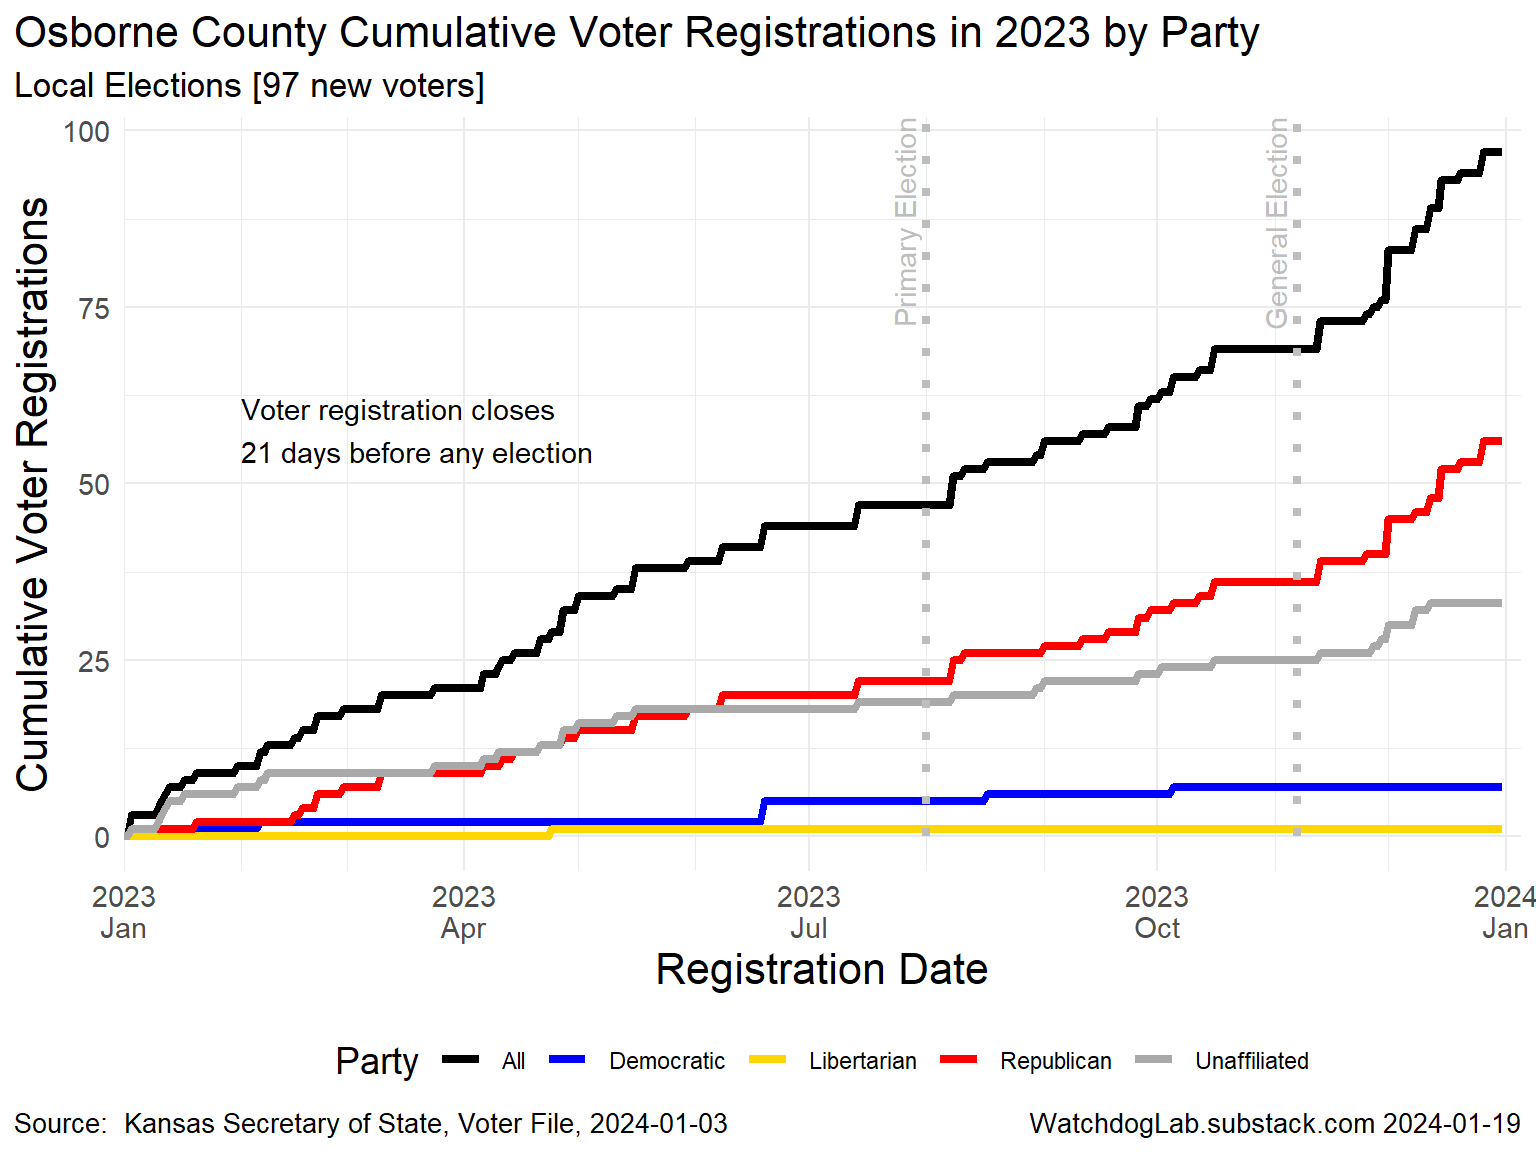 Osborne County Cumulative Voter Registrations in 2023 by Party
Local Elections [97 new voters]
Cumulative Voter Registrations
100
75
50
25
0
Primary Election
General Election
Voter registration closes
21 days before any election
2023
Jan
2023
Apr
2023
Jul
2023
Oct
2024
Jan
Registration Date
Party All Democratic Libertarian Republican Unaffiliated
Source:  Kansas Secretary of State, Voter File, 2024-01-03
WatchdogLab.substack.com 2024-01-19